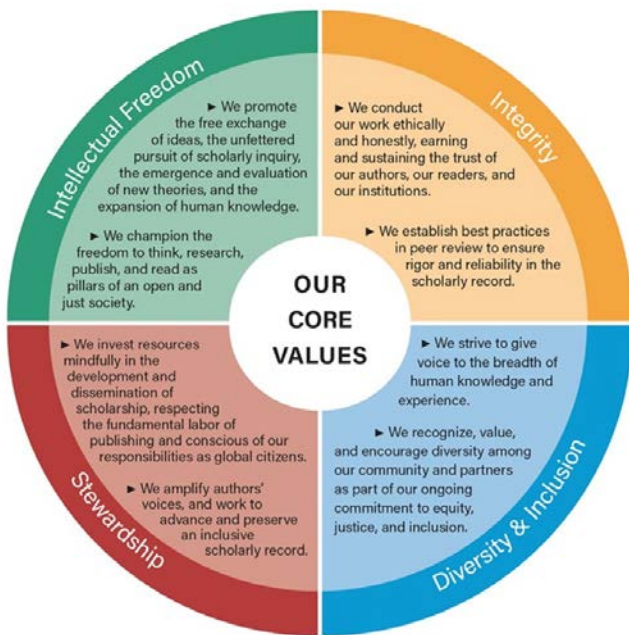 Intellectual Freedom
► We promote
the free exchange
of ideas, the unfettered
pursuit of scholarly inquiry,
the emergence and evaluation
of new theories, and the
expansion of human knowledge.
► We champion the
freedom to think, research,
publish, and read as
pillars of an open and
just society.
Integrity
► We conduct
our work ethically
and honestly, earning
and sustaining the trust of
our authors, our readers, and
our institutions.
► We establish best practices
in peer review to ensure
rigor and reliability in the
scholarly record.
OUR
CORE
VALUES
Stewardship
► We invest resources
mindfully in the
development and
dissemination of
scholarship, respecting
the fundamental labor of
publishing and conscious of our
responsibilities as global citizens.
► We amplify authors'
voices, and work to
advance and preserve
an inclusive
scholarly record.
Diversity & Inclusion
► We strive to give
voice to the breadth of
human knowledge and
experience.
► We recognize, value,
and encourage diversity among
our community and partners
as part of our ongoing
commitment to equity,
justice, and inclusion.